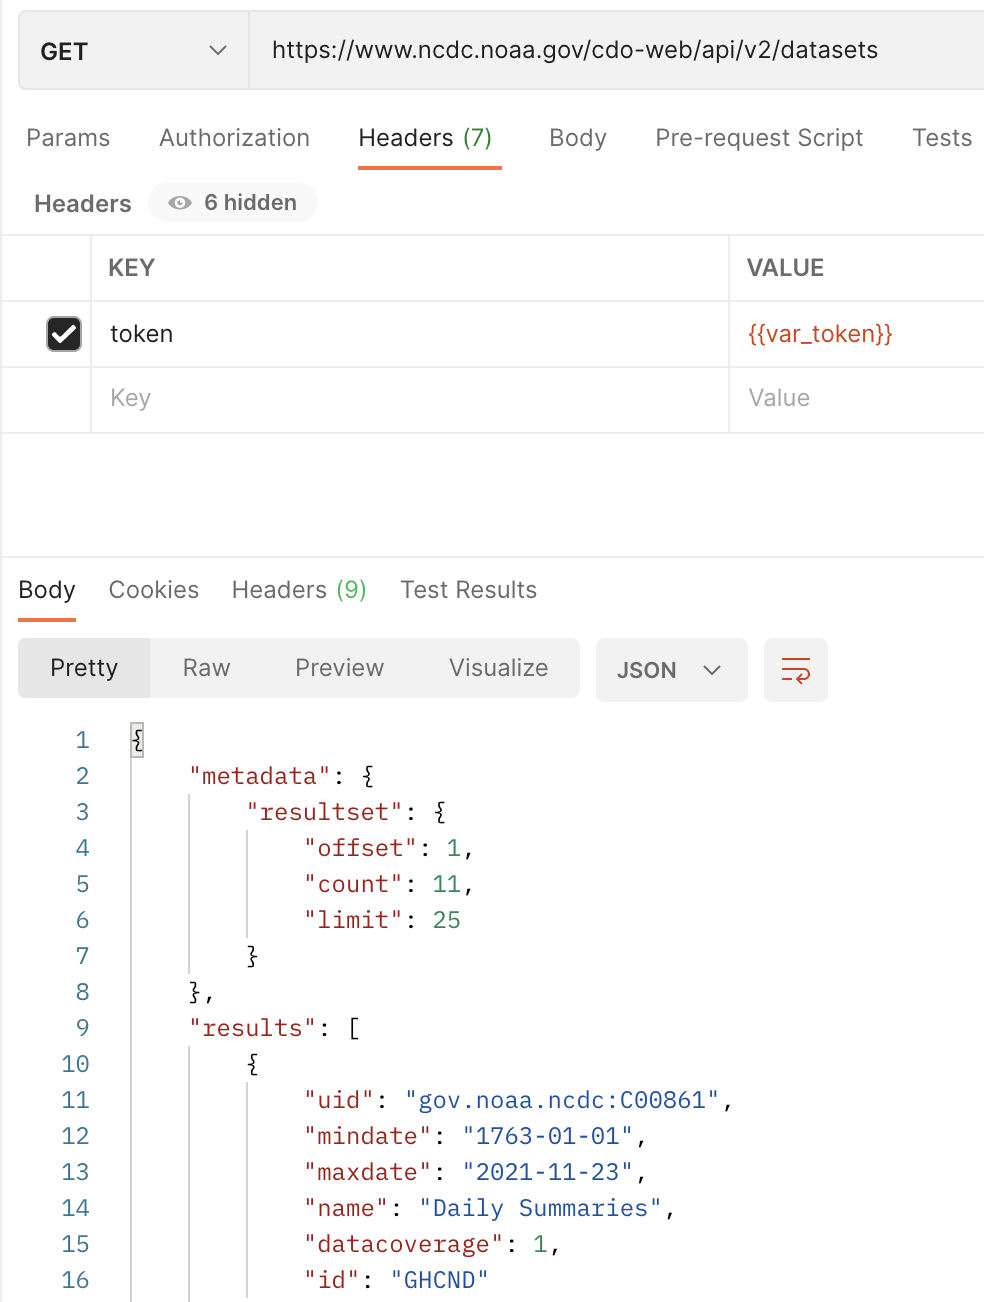 GET https://www.ncdc.noaa.gov/cdo-web/api/v2/datasets
Params Authorization Headers (7) Body Pre-request Script Tests
Headers 6 hidden
KEY VALUE
token {{var_token}}
Key Value
Body Cookies Headers (9) Test Results
Pretty Raw Preview Visualize JSON
1 {
2 "metadata": {
3 "resultset": {
4 "offset": 1,
5 "count": 11,
6 "limit": 25
7 }
8 },
9 "results": [
10 {
11 "uid": "gov.noaa.ncdc:C00861",
12 "mindate": "1763-01-01",
13 "maxdate": "2021-11-23",
14 "name": "Daily Summaries",
15 "datacoverage": 1,
16 "id": "GHCND"